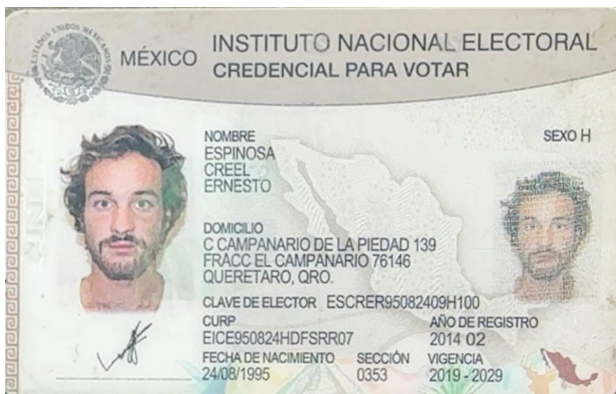 MÉXICO
INSTITUTO NACIONAL ELECTORAL
CREDENCIAL PARA VOTAR
NOMBRE
ESPINOSA
CREEL
ERNESTO
SEXO H
DOMICILIO
C CAMPANARIO DE LA PIEDAD 139
FRACC EL CAMPANARIO 76146
QUERETARO, QRO.
CLAVE DE ELECTOR ESCRER95082409H100
CURP
EICE950824HDFSRR07
AÑO DE REGISTRO
2014 02
FECHA DE NACIMIENTO
24/08/1995
SECCIÓN
0353
VIGENCIA
2019 - 2029